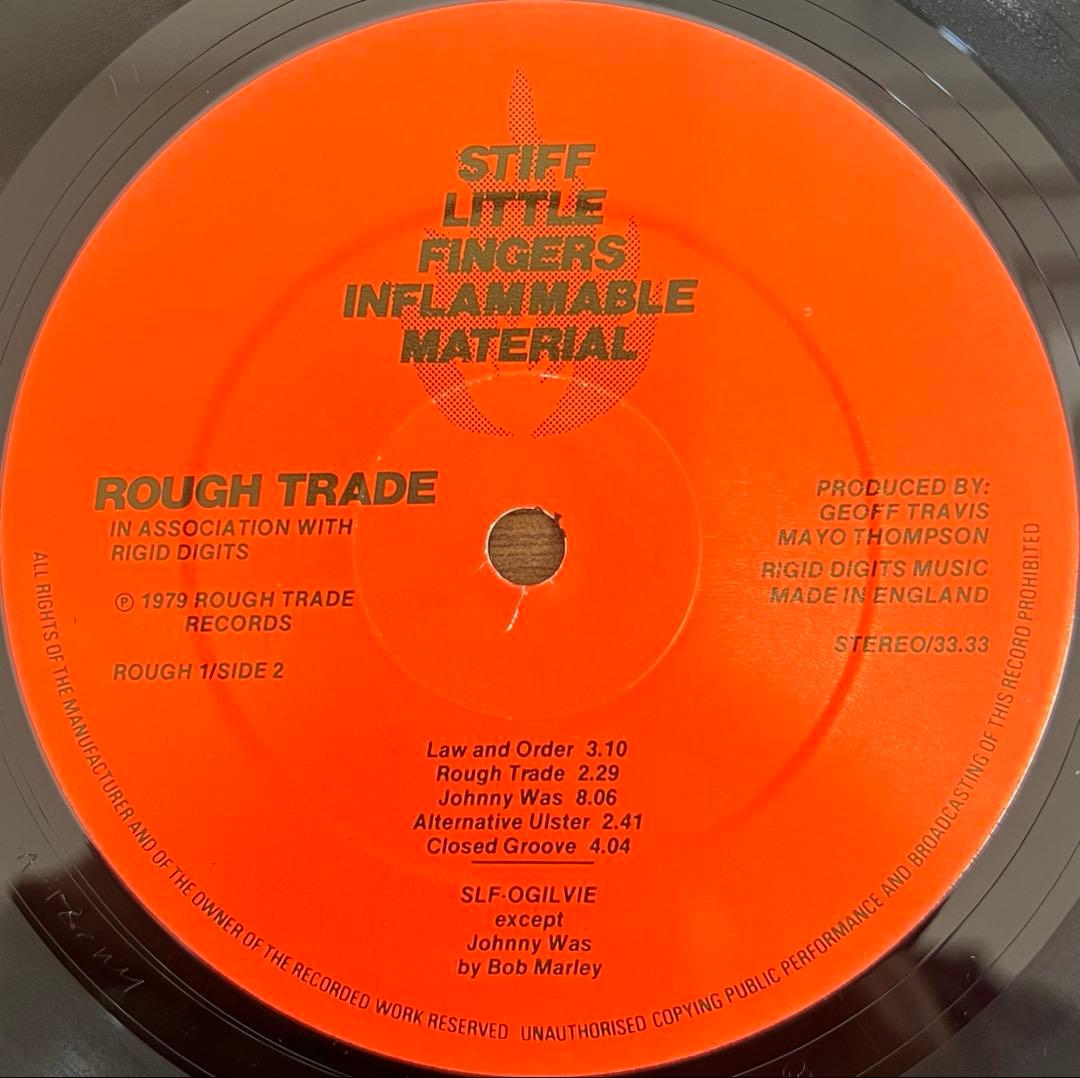 STIFF
LITTLE
FINGERS
INFLAMMABLE
MATERIAL
ROUGH TRADE
IN ASSOCIATION WITH
RIGID DIGITS
℗ 1979 ROUGH TRADE
RECORDS
ROUGH 1/SIDE 2
PRODUCED BY:
GEOFF TRAVIS
MAYO THOMPSON
RIGID DIGITS MUSIC
MADE IN ENGLAND
STEREO/33.33
Law and Order 3.10
Rough Trade 2.29
Johnny Was 8.06
Alternative Ulster 2.41
Closed Groove 4.04
SLF-OGILVIE
except
Johnny Was
by Bob Marley
ALL RIGHTS OF THE MANUFACTURER AND OF THE OWNER OF THE RECORDED WORK RESERVED UNAUTHORISED COPYING PUBLIC PERFORMANCE AND BROADCASTING OF THIS RECORD PROHIBITED